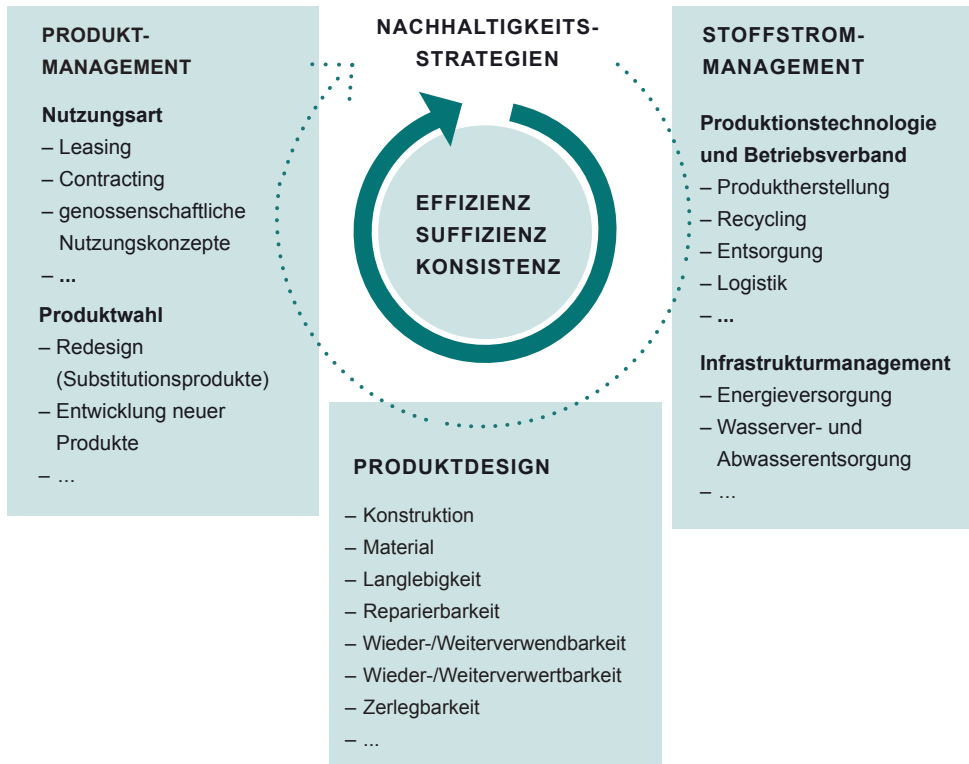 PRODUKT-
MANAGEMENT
Nutzungsart
– Leasing
– Contracting
– genossenschaftliche
Nutzungskonzepte
– ...
Produktwahl
– Redesign
(Substitutionsprodukte)
– Entwicklung neuer
Produkte
– ...
NACHHALTIGKEITS-
STRATEGIEN
EFFIZIENZ
SUFFIZIENZ
KONSISTENZ
STOFFSTROM-
MANAGEMENT
Produktionstechnologie
und Betriebsverband
– Produktherstellung
– Recycling
– Entsorgung
– Logistik
– ...
Infrastrukturmanagement
– Energieversorgung
– Wasserver- und
Abwasserentsorgung
– ...
PRODUKTDESIGN
– Konstruktion
– Material
– Langlebigkeit
– Reparierbarkeit
– Wieder-/Weiterverwendbarkeit
– Wieder-/Weiterverwertbarkeit
– Zerlegbarkeit
– ...